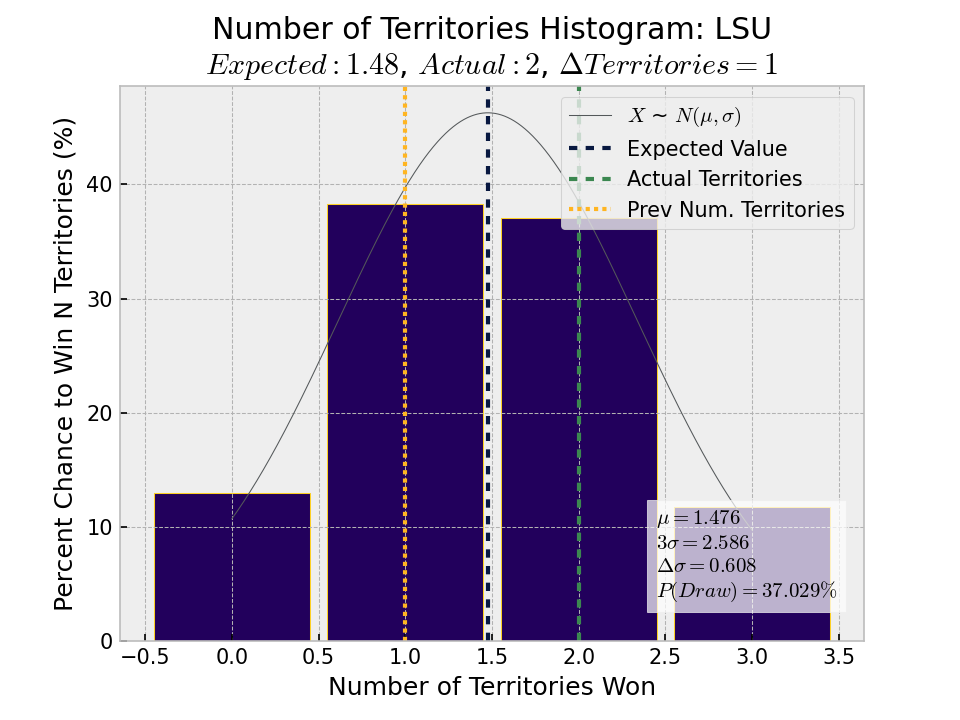 Number of Territories Histogram: LSU
Expected : 1.48, Actual : 2, ΔTerritories = 1
Percent Chance to Win N Territories (%)
40
30
20
10
0
X ~ N(μ, σ)
Expected Value
Actual Territories
Prev Num. Territories
μ = 1.476
3σ = 2.586
Δσ = 0.608
P(Draw) = 37.029%
−0.5 0.0 0.5 1.0 1.5 2.0 2.5 3.0 3.5
Number of Territories Won